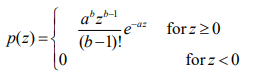 p(z) = { a^b z^{b-1} / (b-1)! e^{-az} for z ≥ 0
0 for z < 0